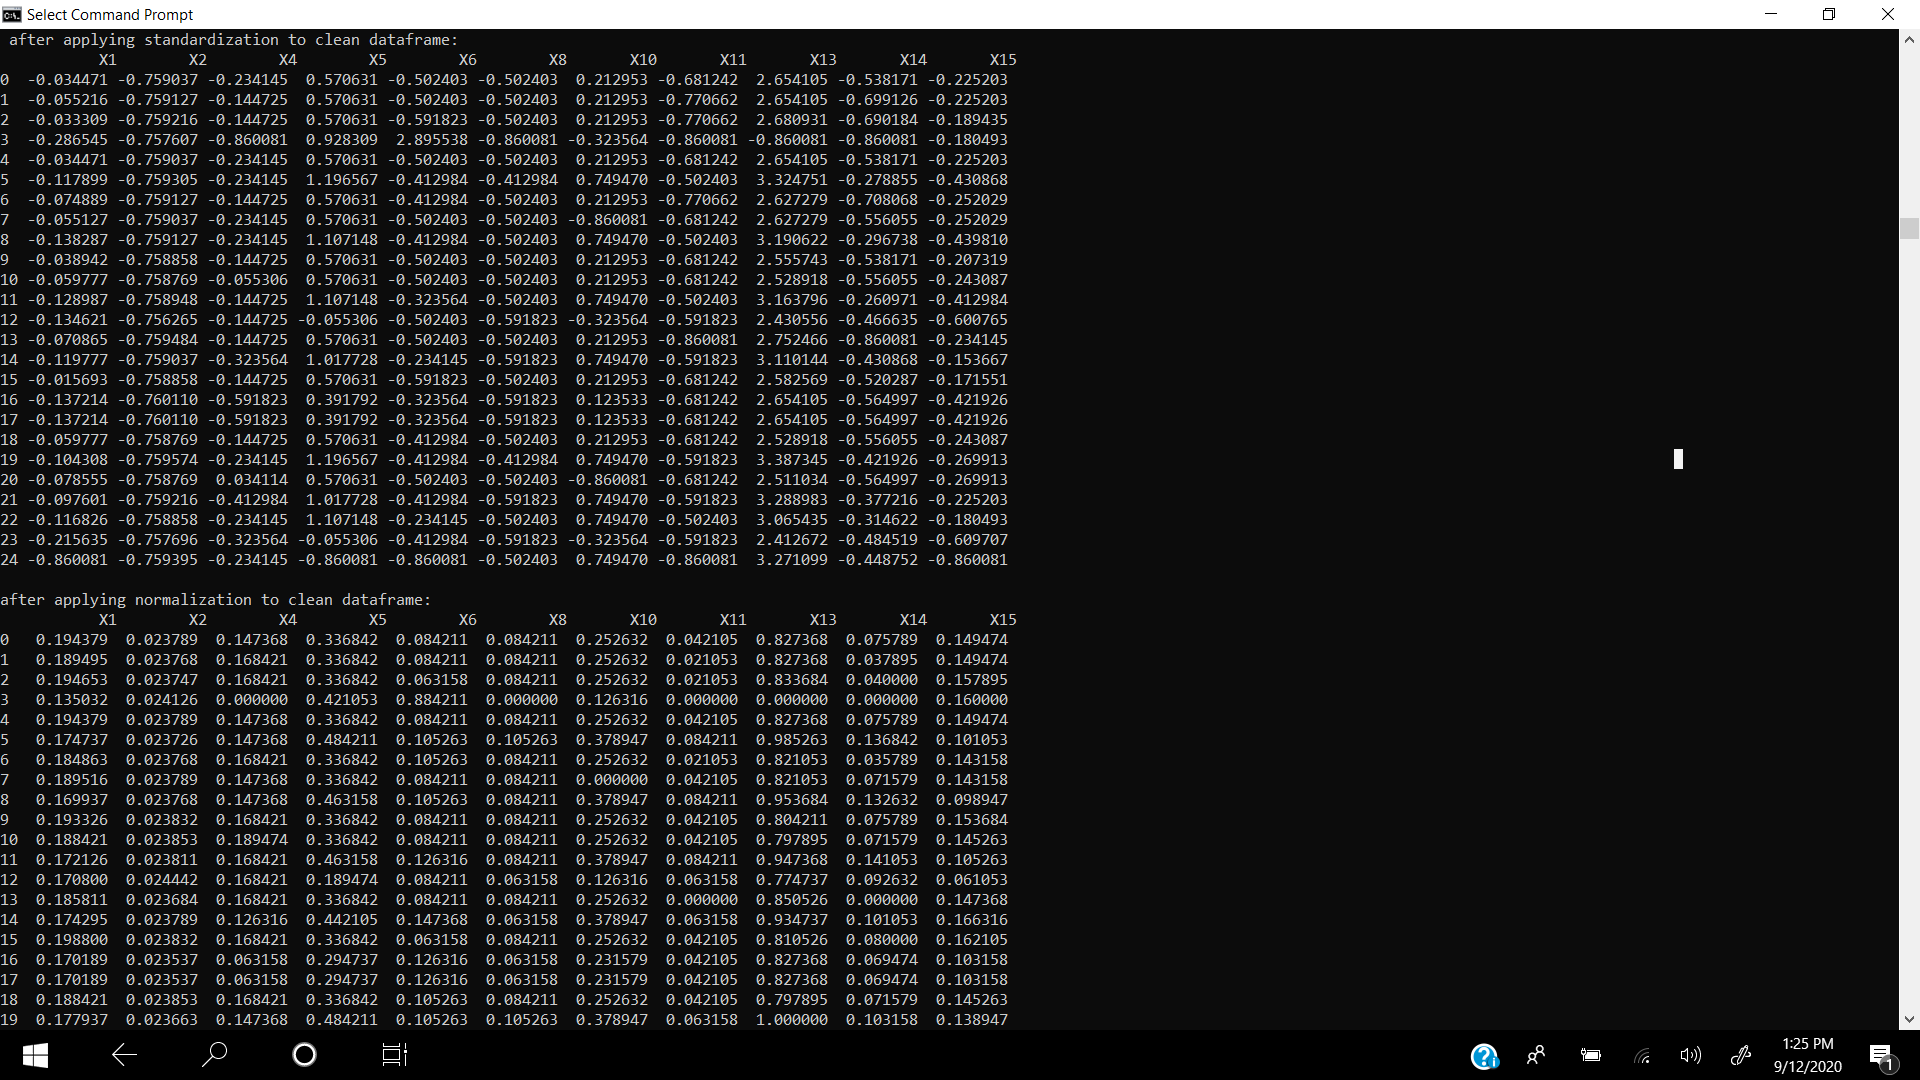 Select Command Prompt
after applying standardization to clean dataframe:
X1 X2 X4 X5 X6 X8 X10 X11 X13 X14 X15
0 -0.034471 -0.759037 -0.234145 0.570631 -0.502403 -0.502403 0.212953 -0.681242 2.654105 -0.538171 -0.225203
1 -0.055216 -0.759127 -0.144725 0.570631 -0.502403 -0.502403 0.212953 -0.770662 2.654105 -0.699126 -0.225203
2 -0.033309 -0.759216 -0.144725 0.570631 -0.591823 -0.502403 0.212953 -0.770662 2.680931 -0.690184 -0.189435
3 -0.286545 -0.757607 -0.860081 0.928309 2.895538 -0.860081 -0.323564 -0.860081 -0.860081 -0.860081 -0.180493
4 -0.034471 -0.759037 -0.234145 0.570631 -0.502403 -0.502403 0.212953 -0.681242 2.654105 -0.538171 -0.225203
5 -0.117899 -0.759305 -0.234145 1.196567 -0.412984 -0.412984 0.749470 -0.502403 3.324751 -0.278855 -0.430868
6 -0.074889 -0.759127 -0.144725 0.570631 -0.412984 -0.502403 0.212953 -0.770662 2.627279 -0.708068 -0.252029
7 -0.055127 -0.759037 -0.234145 0.570631 -0.502403 -0.502403 -0.860081 -0.681242 2.627279 -0.556055 -0.252029
8 -0.138287 -0.759127 -0.234145 1.107148 -0.412984 -0.502403 0.749470 -0.502403 3.190622 -0.296738 -0.439810
9 -0.038942 -0.758858 -0.144725 0.570631 -0.502403 -0.502403 0.212953 -0.681242 2.555743 -0.538171 -0.207319
10 -0.059777 -0.758769 -0.055306 0.570631 -0.502403 -0.502403 0.212953 -0.681242 2.528918 -0.556055 -0.243087
11 -0.128987 -0.758948 -0.144725 1.107148 -0.323564 -0.502403 0.749470 -0.502403 3.163796 -0.260971 -0.412984
12 -0.134621 -0.756265 -0.144725 -0.055306 -0.502403 -0.591823 -0.323564 -0.591823 2.430556 -0.466635 -0.600765
13 -0.070865 -0.759484 -0.144725 0.570631 -0.502403 -0.502403 0.212953 -0.860081 2.752466 -0.860081 -0.234145
14 -0.119777 -0.759037 -0.323564 1.017728 -0.234145 -0.591823 0.749470 -0.591823 3.110144 -0.430868 -0.153667
15 -0.015693 -0.758858 -0.144725 0.570631 -0.591823 -0.502403 0.212953 -0.681242 2.582569 -0.520287 -0.171551
16 -0.137214 -0.760110 -0.591823 0.391792 -0.323564 -0.591823 0.123533 -0.681242 2.654105 -0.564997 -0.421926
17 -0.137214 -0.760110 -0.591823 0.391792 -0.323564 -0.591823 0.123533 -0.681242 2.654105 -0.564997 -0.421926
18 -0.059777 -0.758769 -0.144725 0.570631 -0.412984 -0.502403 0.212953 -0.681242 2.528918 -0.556055 -0.243087
19 -0.104308 -0.759574 -0.234145 1.196567 -0.412984 -0.412984 0.749470 -0.591823 3.387345 -0.421926 -0.269913
20 -0.078555 -0.758769 0.034114 0.570631 -0.502403 -0.502403 -0.860081 -0.681242 2.511034 -0.564997 -0.269913
21 -0.097601 -0.759216 -0.412984 1.017728 -0.412984 -0.591823 0.749470 -0.591823 3.288983 -0.377216 -0.225203
22 -0.116826 -0.758858 -0.234145 1.107148 -0.234145 -0.502403 0.749470 -0.502403 3.065435 -0.314622 -0.180493
23 -0.215635 -0.757696 -0.323564 -0.055306 -0.412984 -0.591823 -0.323564 -0.591823 2.412672 -0.484519 -0.609707
24 -0.860081 -0.759395 -0.234145 -0.860081 -0.860081 -0.502403 0.749470 -0.860081 3.271099 -0.448752 -0.860081
after applying normalization to clean dataframe:
X1 X2 X4 X5 X6 X8 X10 X11 X13 X14 X15
0 0.194379 0.023789 0.147368 0.336842 0.084211 0.084211 0.252632 0.042105 0.827368 0.075789 0.149474
1 0.189495 0.023768 0.168421 0.336842 0.084211 0.084211 0.252632 0.021053 0.827368 0.037895 0.149474
2 0.194653 0.023747 0.168421 0.336842 0.063158 0.084211 0.252632 0.021053 0.833684 0.040000 0.157895
3 0.135032 0.024126 0.000000 0.421053 0.884211 0.000000 0.126316 0.000000 0.000000 0.000000 0.160000
4 0.194379 0.023789 0.147368 0.336842 0.084211 0.084211 0.252632 0.042105 0.827368 0.075789 0.149474
5 0.174737 0.023726 0.147368 0.484211 0.105263 0.105263 0.378947 0.084211 0.985263 0.136842 0.101053
6 0.184863 0.023768 0.168421 0.336842 0.105263 0.084211 0.252632 0.021053 0.821053 0.035789 0.143158
7 0.189516 0.023789 0.147368 0.336842 0.084211 0.084211 0.000000 0.042105 0.821053 0.071579 0.143158
8 0.169937 0.023768 0.147368 0.463158 0.105263 0.084211 0.378947 0.084211 0.953684 0.132632 0.098947
9 0.193326 0.023832 0.168421 0.336842 0.084211 0.084211 0.252632 0.042105 0.804211 0.075789 0.153684
10 0.188421 0.023853 0.189474 0.336842 0.084211 0.084211 0.252632 0.042105 0.797895 0.071579 0.145263
11 0.172126 0.023811 0.168421 0.463158 0.126316 0.084211 0.378947 0.084211 0.947368 0.141053 0.105263
12 0.170800 0.024442 0.168421 0.189474 0.084211 0.063158 0.126316 0.063158 0.774737 0.092632 0.061053
13 0.185811 0.023684 0.168421 0.336842 0.084211 0.084211 0.252632 0.000000 0.850526 0.000000 0.147368
14 0.174295 0.023789 0.126316 0.442105 0.147368 0.063158 0.378947 0.063158 0.934737 0.101053 0.166316
15 0.198800 0.023832 0.168421 0.336842 0.063158 0.084211 0.252632 0.042105 0.810526 0.080000 0.162105
16 0.170189 0.023537 0.063158 0.294737 0.126316 0.063158 0.231579 0.042105 0.827368 0.069474 0.103158
17 0.170189 0.023537 0.063158 0.294737 0.126316 0.063158 0.231579 0.042105 0.827368 0.069474 0.103158
18 0.188421 0.023853 0.168421 0.336842 0.105263 0.084211 0.252632 0.042105 0.797895 0.071579 0.145263
19 0.177937 0.023663 0.147368 0.484211 0.105263 0.105263 0.378947 0.063158 1.000000 0.103158 0.138947
1:25 PM
9/12/2020
1